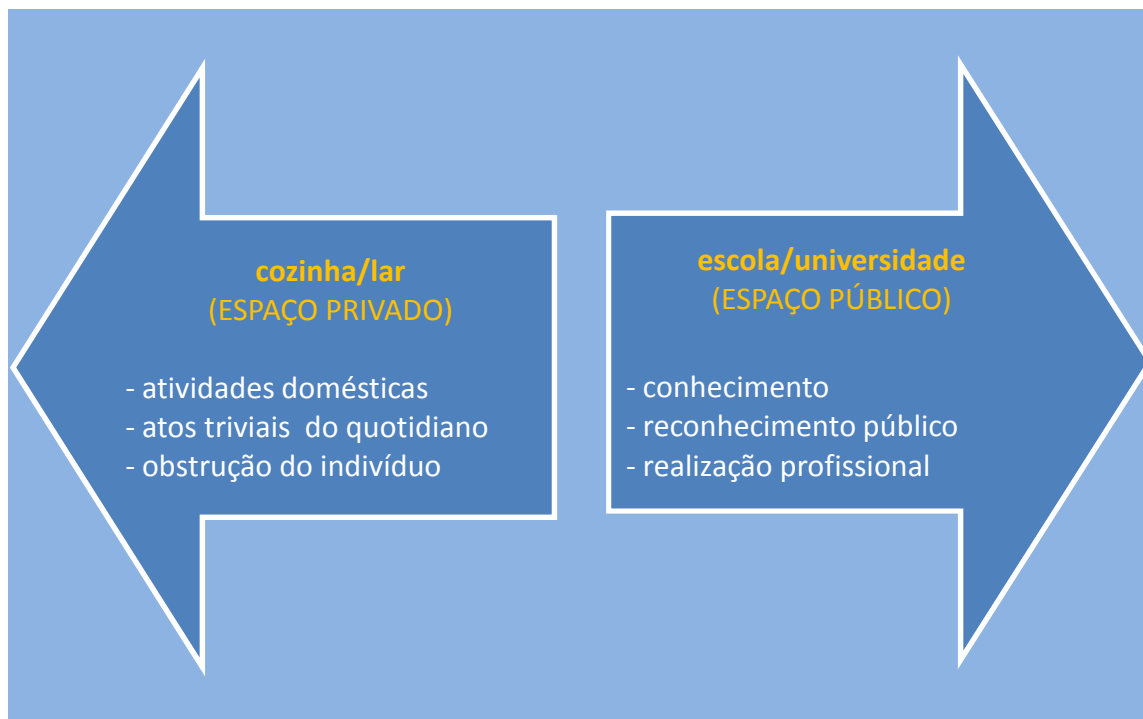 cozinha/lar
(ESPAÇO PRIVADO)
- atividades domésticas
- atos triviais do quotidiano
- obstrução do indivíduo
escola/universidade
(ESPAÇO PÚBLICO)
- conhecimento
- reconhecimento público
- realização profissional